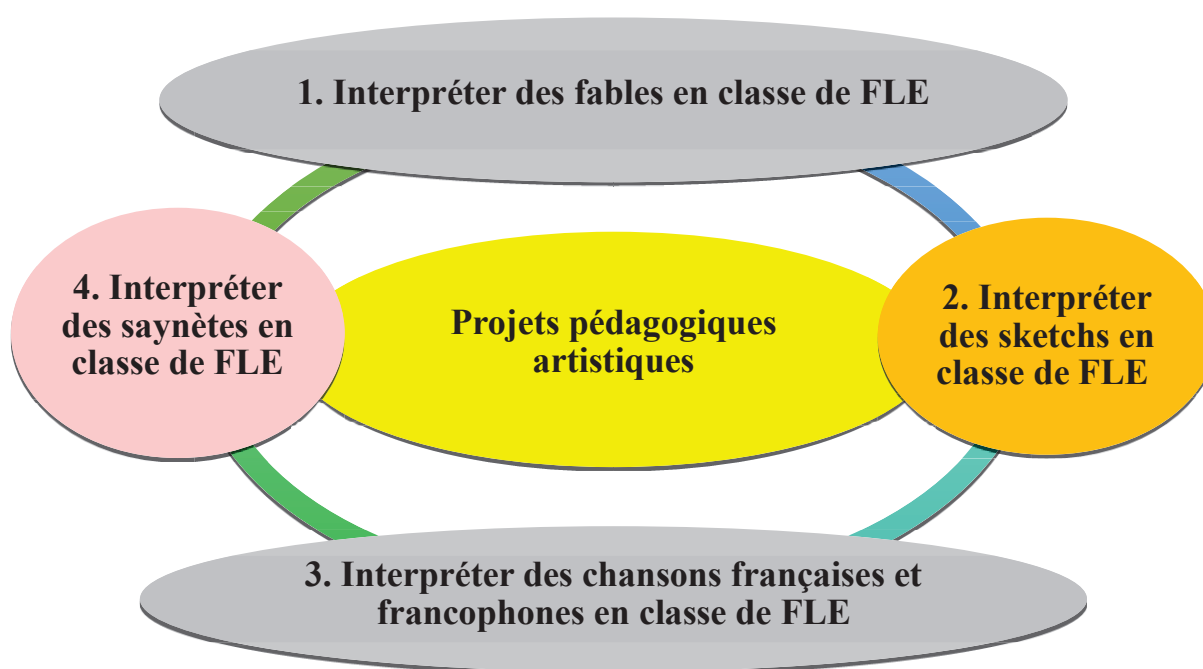 1. Interpréter des fables en classe de FLE
4. Interpréter
des saynètes en
classe de FLE
Projets pédagogiques
artistiques
2. Interpréter
des sketchs en
classe de FLE
3. Interpréter des chansons françaises et
francophones en classe de FLE